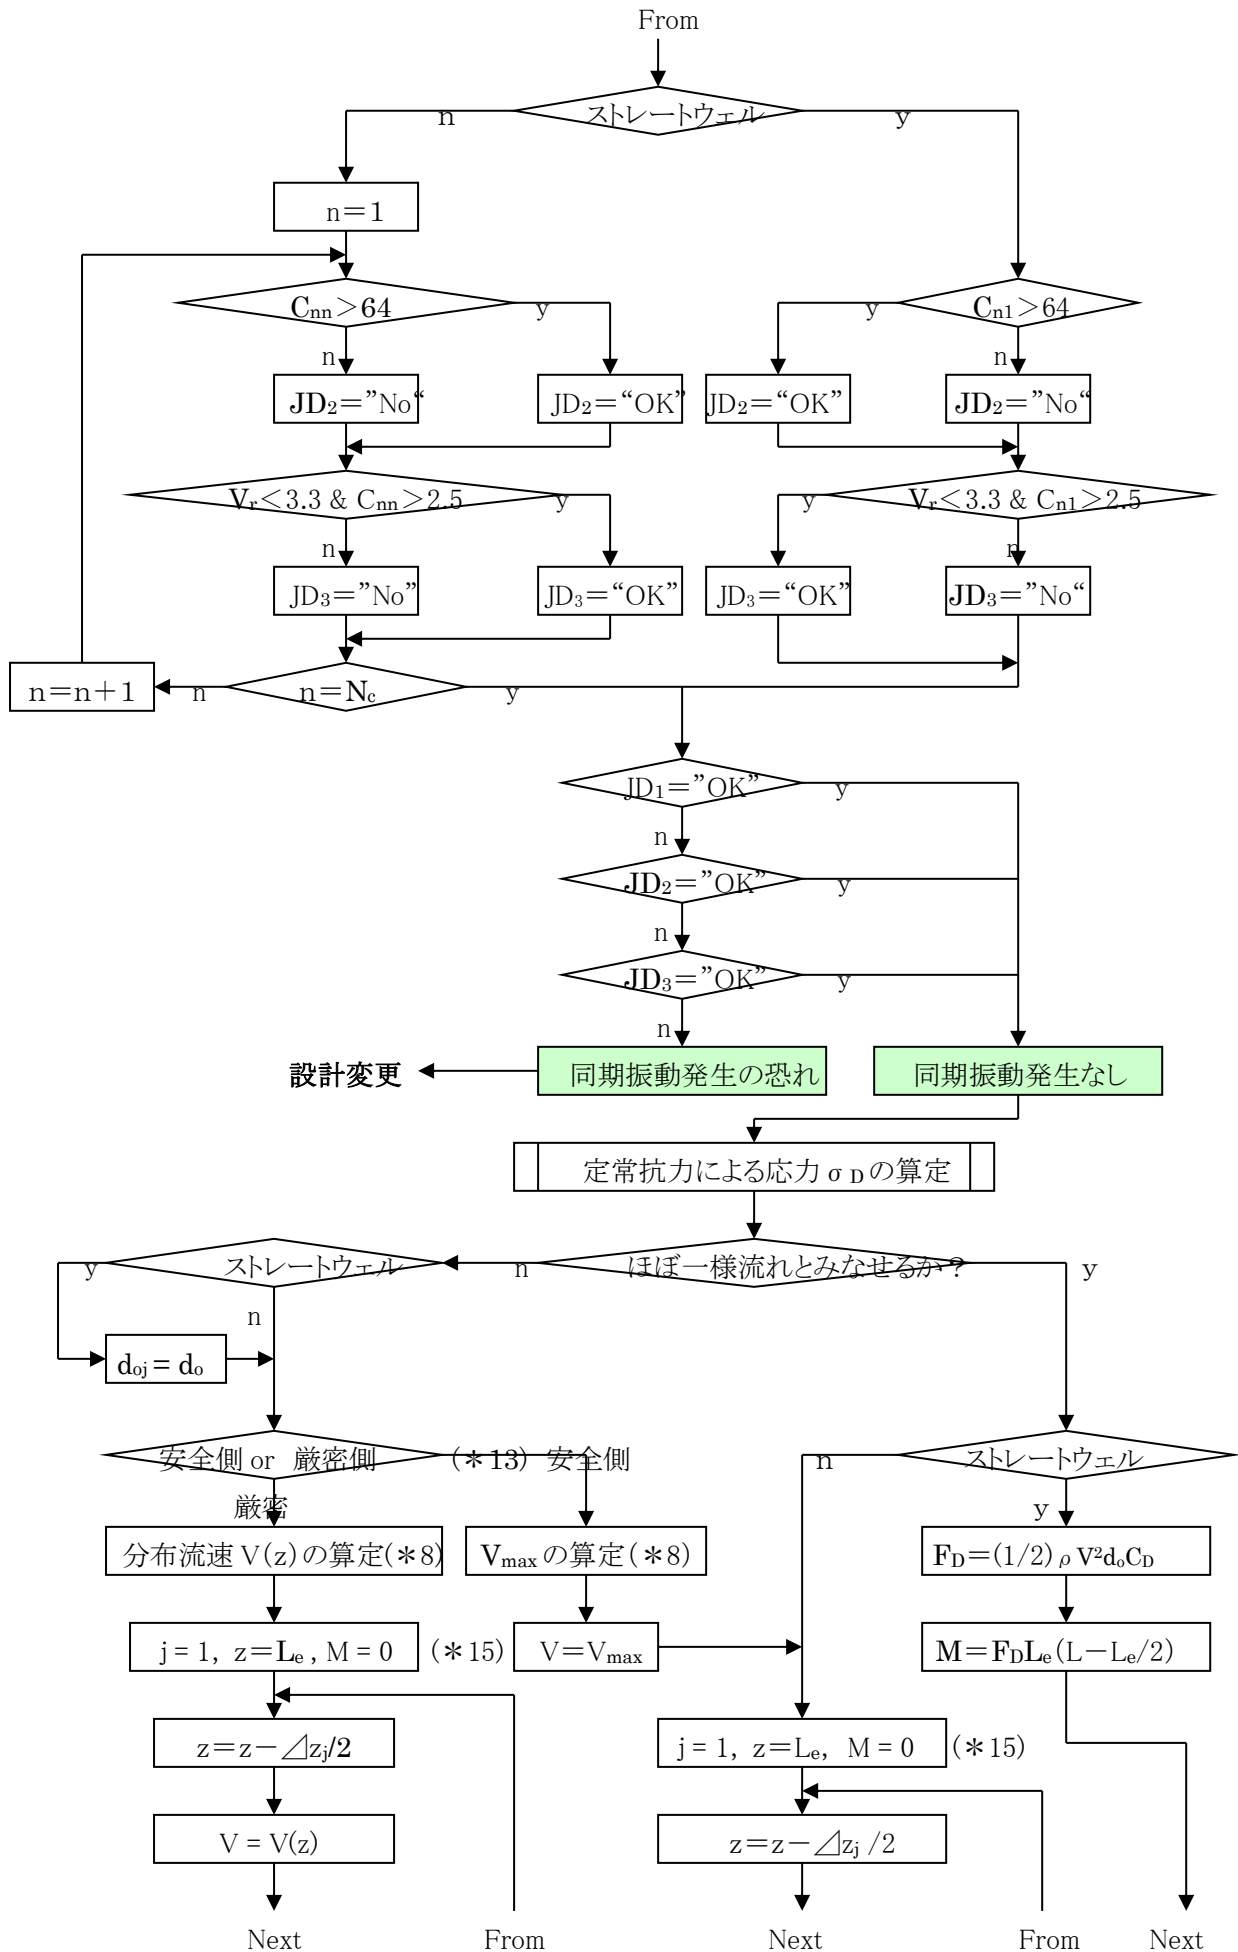 From
ストレートウェル
n
y
n=1
Cnn>64
y
n
Cn1>64
y
n
JD2=”No“
JD2=“OK”
JD2=“OK”
JD2=”No“
Vr<3.3 & Cnn>2.5
y
n
Vr<3.3 & Cn1>2.5
y
n
JD3=”No”
JD3=“OK”
JD3=“OK”
JD3=”No“
n=n+1
n
n=Nc
y
JD1=”OK”
y
n
JD2=”OK”
y
n
JD3=”OK”
y
n
設計変更
同期振動発生の恐れ
同期振動発生なし
定常抗力による応力σDの算定
y
ストレートウェル
n
ほぼ一様流れとみなせるか?
y
n
doj = do
安全側 or 厳密側
(*13) 安全側
厳密
n
ストレートウェル
y
分布流速V(z)の算定(*8)
Vmaxの算定(*8)
FD=(1/2)ρV²doCD
j = 1, z=Le , M = 0 (*15)
V=Vmax
M=FDLe(L-Le/2)
z=z-⊿zj/2
j = 1, z=Le, M = 0 (*15)
V = V(z)
z=z-⊿zj /2
Next
From
Next
From
Next